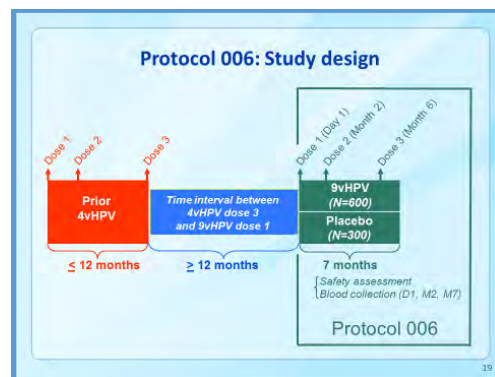 Protocol 006: Study design
Dose 1
Dose 2
Dose 3
Dose 1 (Day 1)
Dose 2 (Month 2)
Dose 3 (Month 6)
Prior
4vHPV
Time interval between
4vHPV dose 3
and 9vHPV dose 1
9vHPV
(N=600)
Placebo
(N=300)
≤ 12 months
≥ 12 months
7 months
Safety assessment
Blood collection (D1, M2, M7)
Protocol 006
19